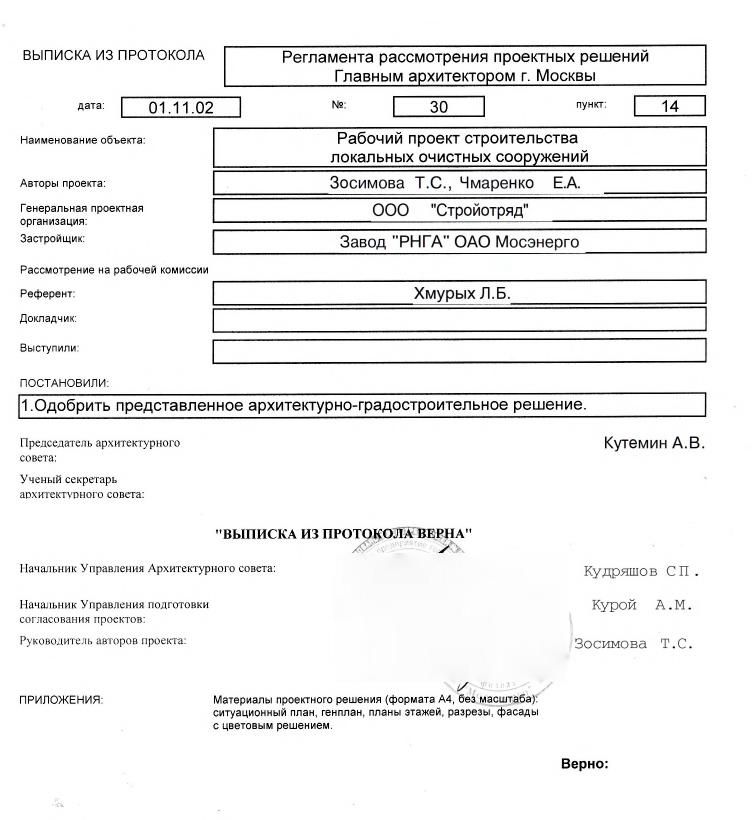 ВЫПИСКА ИЗ ПРОТОКОЛА
Регламента рассмотрения проектных решений
Главным архитектором г. Москвы
дата: 01.11.02 №: 30 пункт: 14
Наименование объекта:
Рабочий проект строительства
локальных очистных сооружений
Авторы проекта: Зосимова Т.С., Чмаренко Е.А.
Генеральная проектная
организация:
ООО "Стройотряд"
Застройщик: Завод "РНГА" ОАО Мосэнерго
Рассмотрение на рабочей комиссии
Референт: Хмурых Л.Б.
Докладчик:
Выступили:
ПОСТАНОВИЛИ:
1.Одобрить представленное архитектурно-градостроительное решение.
Председатель архитектурного
совета:
Кутемин А.В.
Ученый секретарь
архитектурного совета:
"ВЫПИСКА ИЗ ПРОТОКОЛА ВЕРНА"
Начальник Управления Архитектурного совета: Кудряшов СП.
Начальник Управления подготовки
согласования проектов:
Курой А.М.
Руководитель авторов проекта: Зосимова Т.С.
ПРИЛОЖЕНИЯ:
Материалы проектного решения (формата А4, без масштаба):
ситуационный план, генплан, планы этажей, разрезы, фасады
с цветовым решением.
Верно: